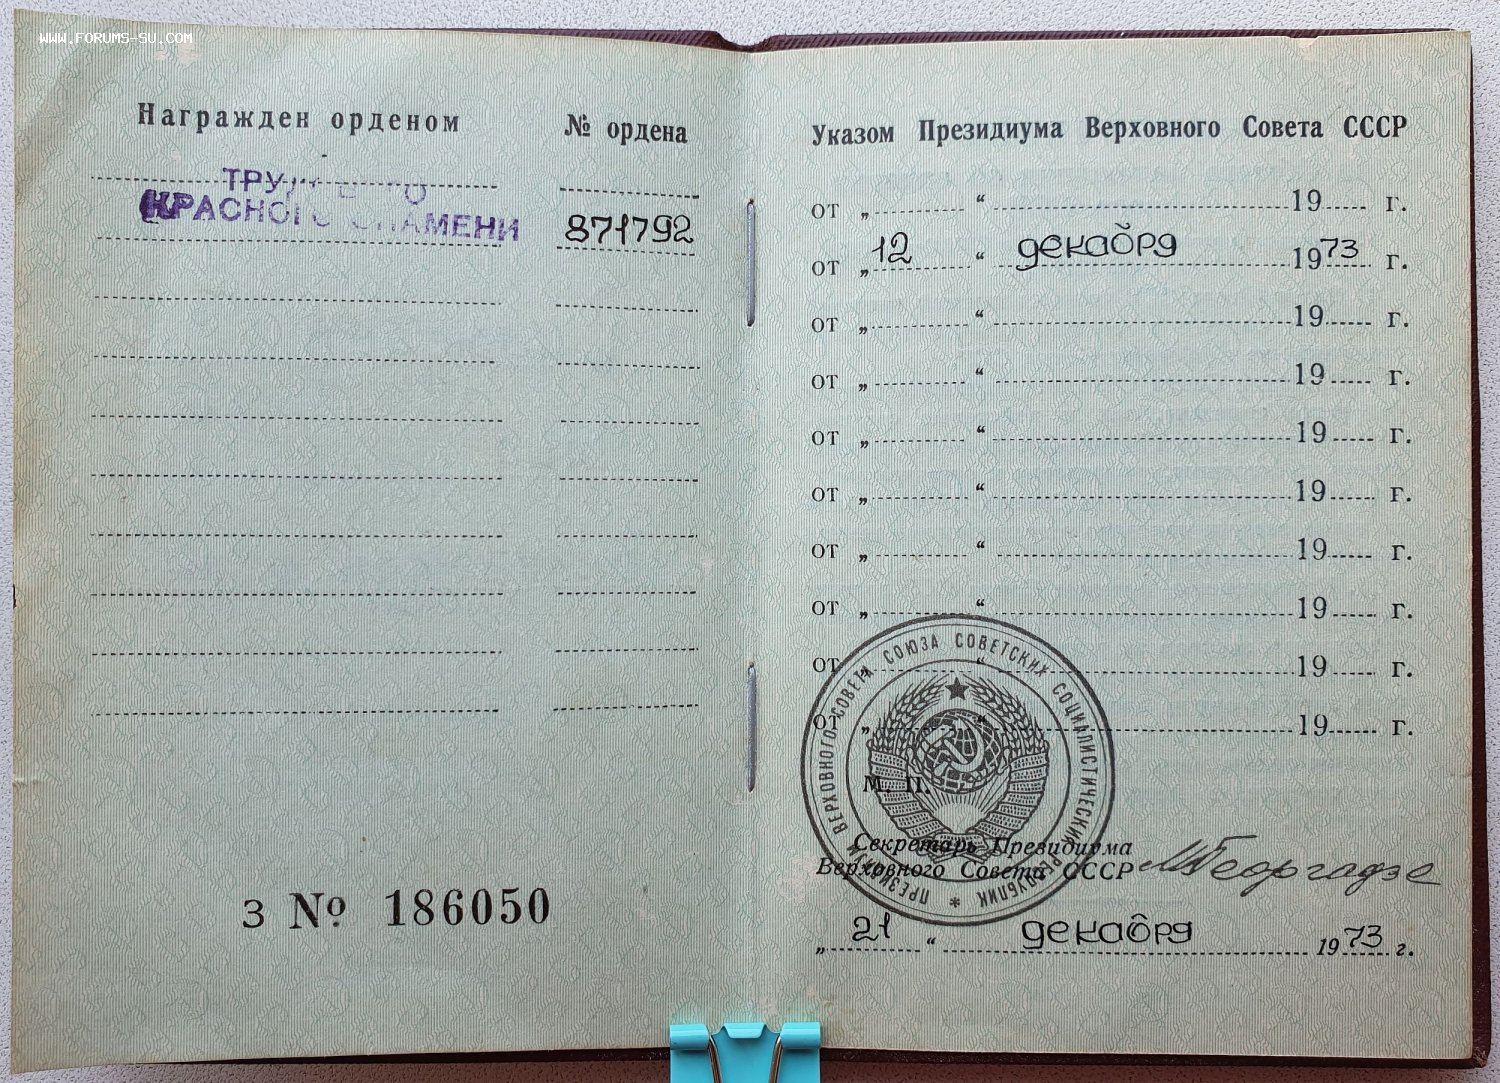 WWW.FORUMS-SU.COM
Награжден орденом
№ ордена
КРАСНОГО ЗНАМЕНИ
871792
З № 186050
Указом Президиума Верховного Совета СССР
от „ “ 19 г.
от „ 12 “ декабря 1973 г.
от „ “ 19 г.
от „ “ 19 г.
от „ “ 19 г.
от „ “ 19 г.
от „ “ 19 г.
от „ “ 19 г.
от „ “ 19 г.
от „ “ 19 г.
ПРЕЗИДИУМ ВЕРХОВНОГО СОВЕТА СОЮЗА СОВЕТСКИХ СОЦИАЛИСТИЧЕСКИХ РЕСПУБЛИК *
М. П.
Секретарь Президиума
Верховного Совета СССР МГеоргадзе
„ 21 “ декабря 1973 г.